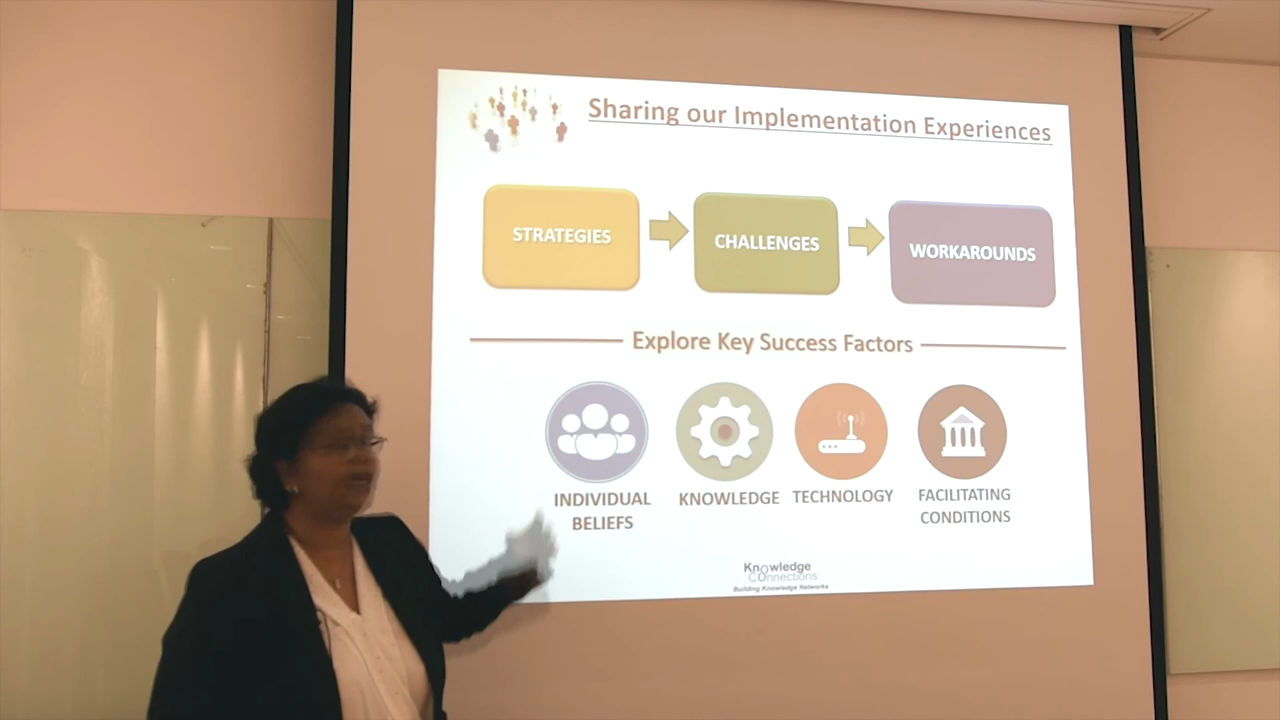 Sharing our Implementation Experiences
STRATEGIES
CHALLENGES
WORKAROUNDS
Explore Key Success Factors
INDIVIDUAL
BELIEFS
KNOWLEDGE
TECHNOLOGY
FACILITATING
CONDITIONS
Knowledge
COnnections
Building Knowledge Networks